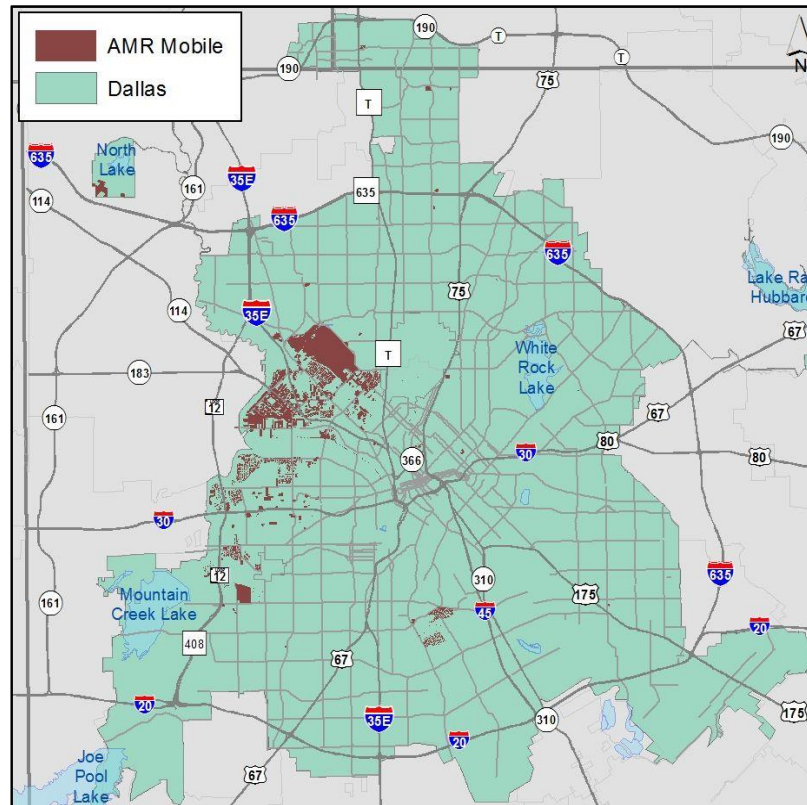 AMR Mobile
Dallas
190
T
T
N
190
75
T
190
North
Lake
635
161
35E
114
635
635
635
Lake Ra
Hubbard
75
67
35E
114
T
White
Rock
Lake
183
12
67
161
80
80
366
30
30
310
Mountain
Creek Lake
12
635
175
45
161
20
408
67
20
35E
310
175
20
Joe
Pool
Lake
67